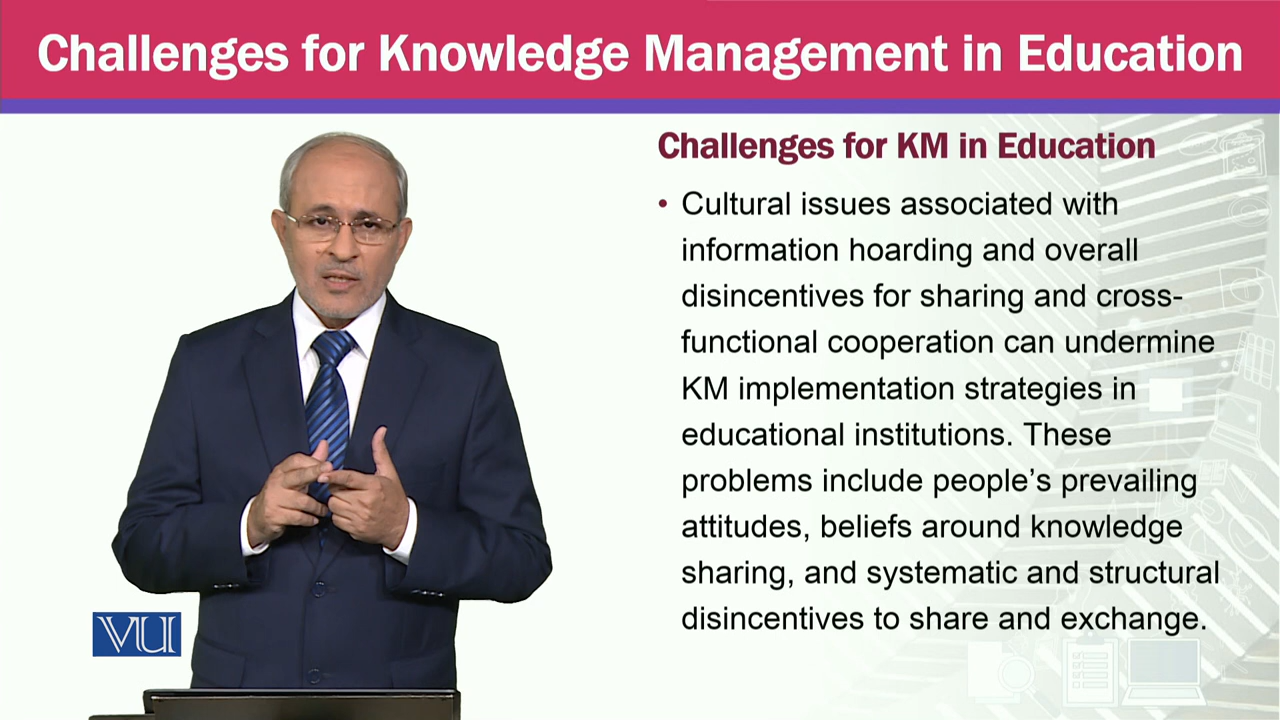 Challenges for Knowledge Management in Education
Challenges for KM in Education
• Cultural issues associated with
information hoarding and overall
disincentives for sharing and cross-
functional cooperation can undermine
KM implementation strategies in
educational institutions. These
problems include people’s prevailing
attitudes, beliefs around knowledge
sharing, and systematic and structural
disincentives to share and exchange.
VU